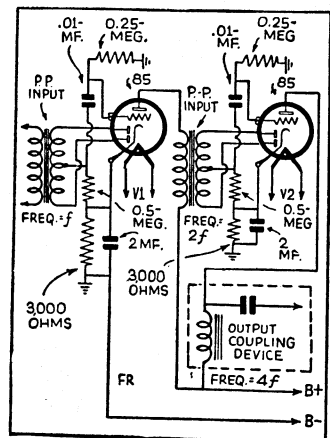 .01-
MF.
0.25-
MEG.
85
P.P.
INPUT
V1
FREQ.=f
0.5-
MEG.
2 MF.
3,000
OHMS
.01-
MF.
0.25-
MEG.
85
P.-P.
INPUT
V2
FREQ.=
2f
0.5-
MEG.
2
MF.
3,000
OHMS
OUTPUT
COUPLING
DEVICE
FREQ.=4f
FR
B+
B-